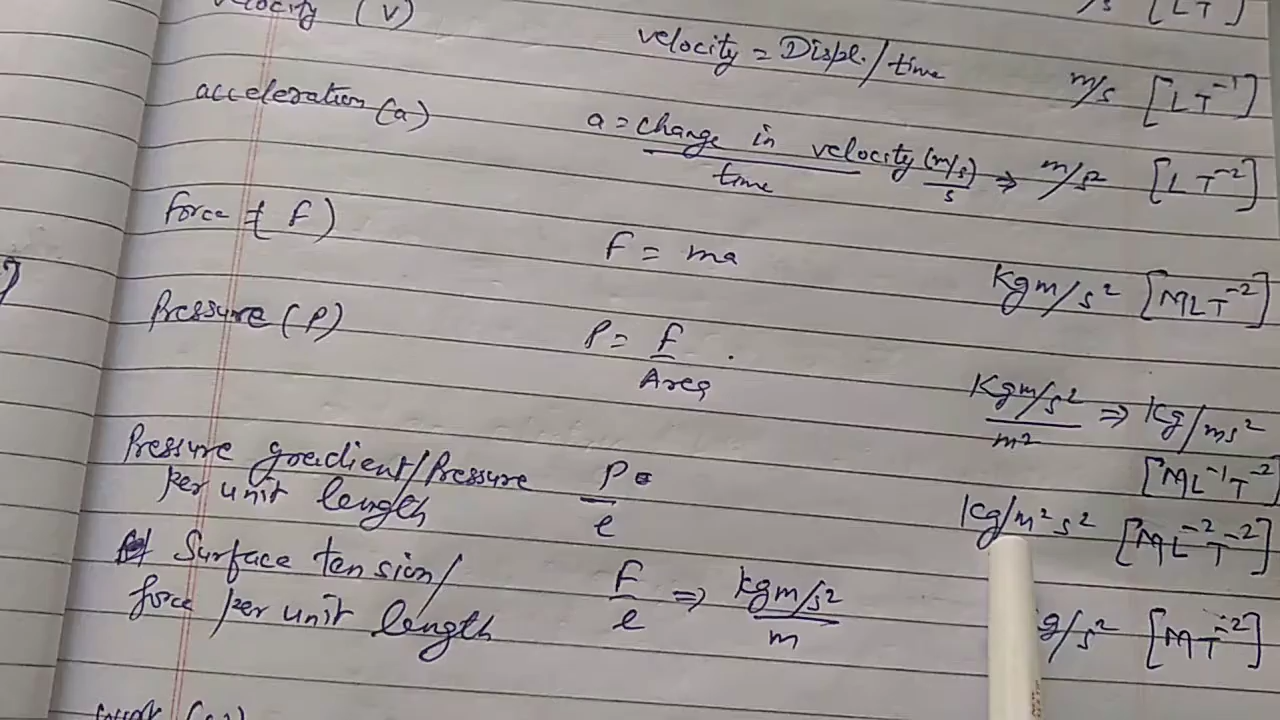 velocity (v)
/s [LT]
velocity = Displ./time m/s [LT⁻¹]
acceleration (a) a = change in velocity (m/s) / time s ⇒ m/s² [LT⁻²]
force (F) F = ma Kgm/s² [MLT⁻²]
Pressure (P) P = F / Area Kgm/s² / m² ⇒ Kg/ms²
[ML⁻¹T⁻²]
Pressure gradient/Pressure P / l Kg/m²s² [ML⁻²T⁻²]
per unit length
Surface tension/ F / l ⇒ Kgm/s² / m g/s² [MT⁻²]
force/per unit length